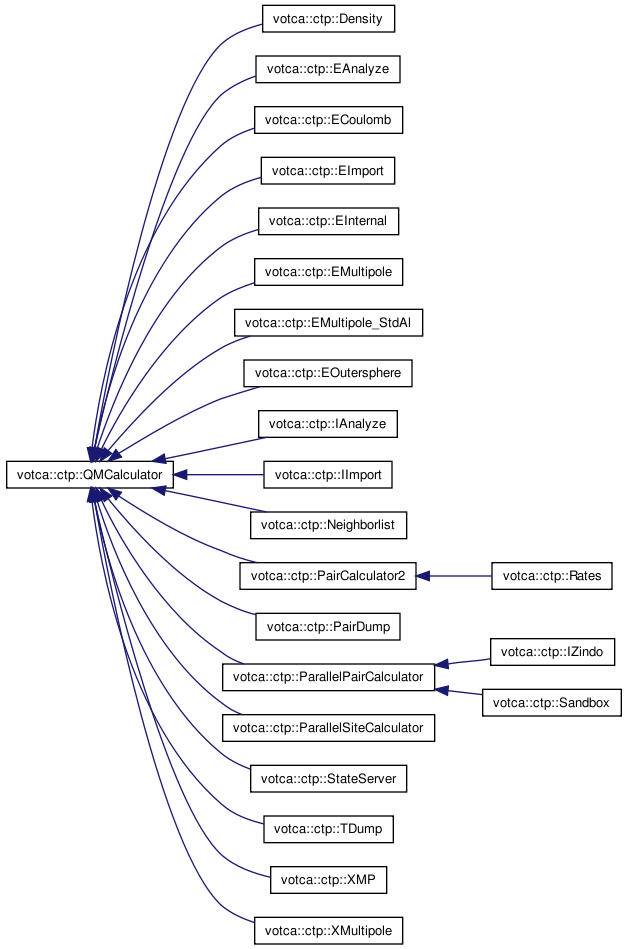 votca::ctp::Density
votca::ctp::EAnalyze
votca::ctp::ECoulomb
votca::ctp::EImport
votca::ctp::EInternal
votca::ctp::EMultipole
votca::ctp::EMultipole_StdAl
votca::ctp::EOutersphere
votca::ctp::IAnalyze
votca::ctp::QMCalculator
votca::ctp::IImport
votca::ctp::Neighborlist
votca::ctp::PairCalculator2
votca::ctp::Rates
votca::ctp::PairDump
votca::ctp::IZindo
votca::ctp::ParallelPairCalculator
votca::ctp::Sandbox
votca::ctp::ParallelSiteCalculator
votca::ctp::StateServer
votca::ctp::TDump
votca::ctp::XMP
votca::ctp::XMultipole